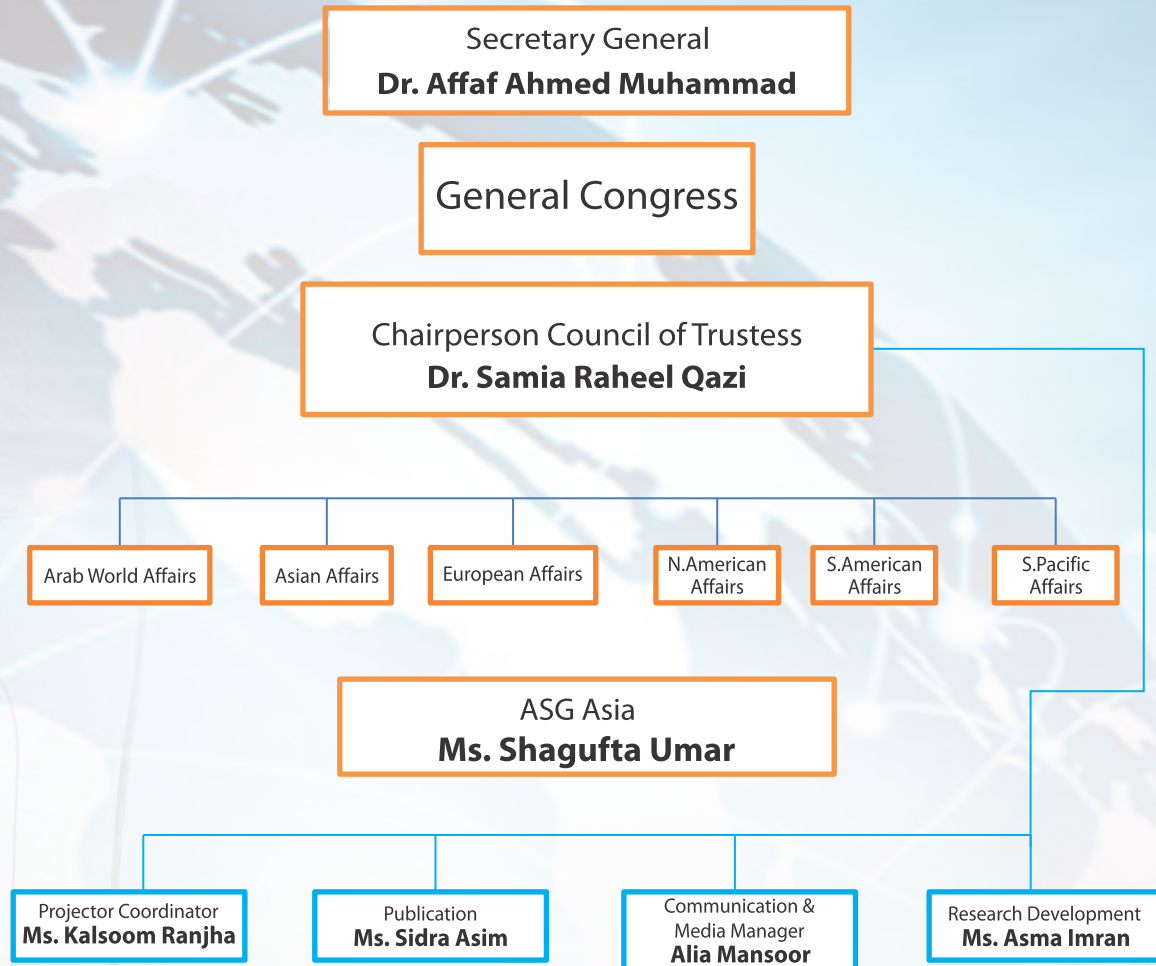 Secretary General
Dr. Affaf Ahmed Muhammad
General Congress
Chairperson Council of Trustess
Dr. Samia Raheel Qazi
Arab World Affairs
Asian Affairs
European Affairs
N.American
Affairs
S.American
Affairs
S.Pacific
Affairs
ASG Asia
Ms. Shagufta Umar
Projector Coordinator
Ms. Kalsoom Ranjha
Publication
Ms. Sidra Asim
Communication &
Media Manager
Alia Mansoor
Research Development
Ms. Asma Imran